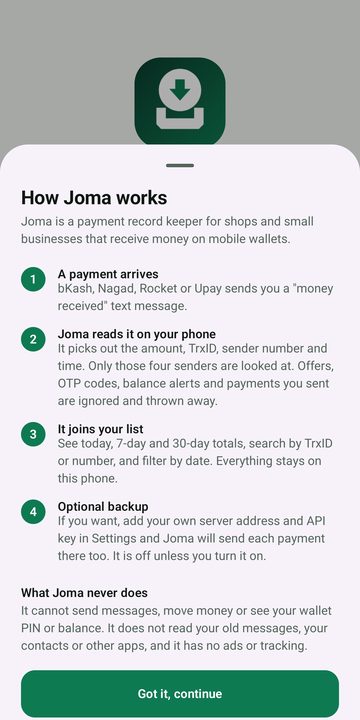 How Joma works
Joma is a payment record keeper for shops and small
businesses that receive money on mobile wallets.
1
A payment arrives
bKash, Nagad, Rocket or Upay sends you a "money
received" text message.
2
Joma reads it on your phone
It picks out the amount, TrxID, sender number and
time. Only those four senders are looked at. Offers,
OTP codes, balance alerts and payments you sent
are ignored and thrown away.
3
It joins your list
See today, 7-day and 30-day totals, search by TrxID
or number, and filter by date. Everything stays on
this phone.
4
Optional backup
If you want, add your own server address and API
key in Settings and Joma will send each payment
there too. It is off unless you turn it on.
What Joma never does
It cannot send messages, move money or see your wallet
PIN or balance. It does not read your old messages, your
contacts or other apps, and it has no ads or tracking.
Got it, continue